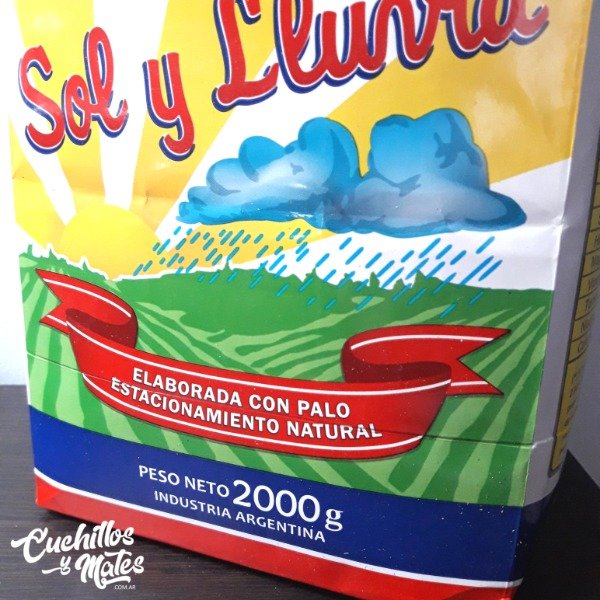 Sol y Lluvia
ELABORADA CON PALO
ESTACIONAMIENTO NATURAL
PESO NETO 2000 g
INDUSTRIA ARGENTINA
Cuchillos
y Mates
.COM.AR